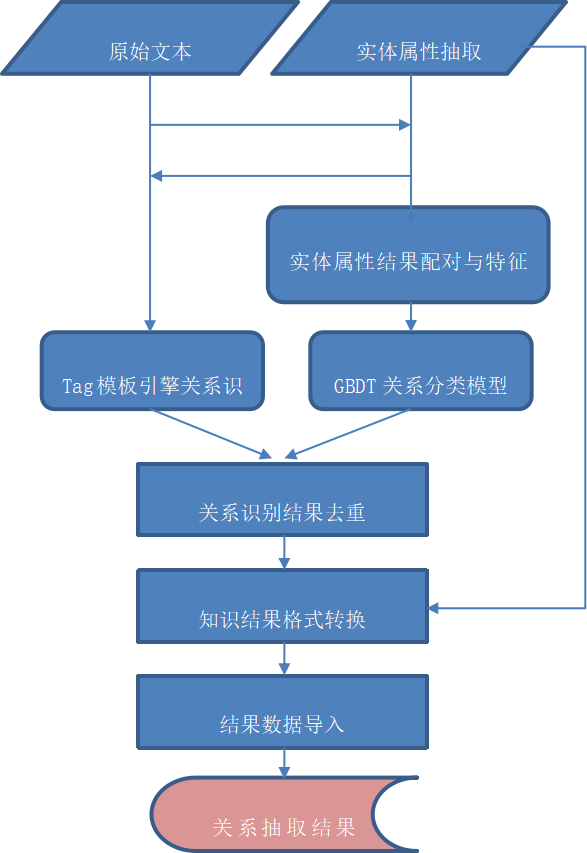 原始文本
实体属性抽取
实体属性结果配对与特征
Tag模板引擎关系识
GBDT 关系分类模型
关系识别结果去重
知识结果格式转换
结果数据导入
关系抽取结果